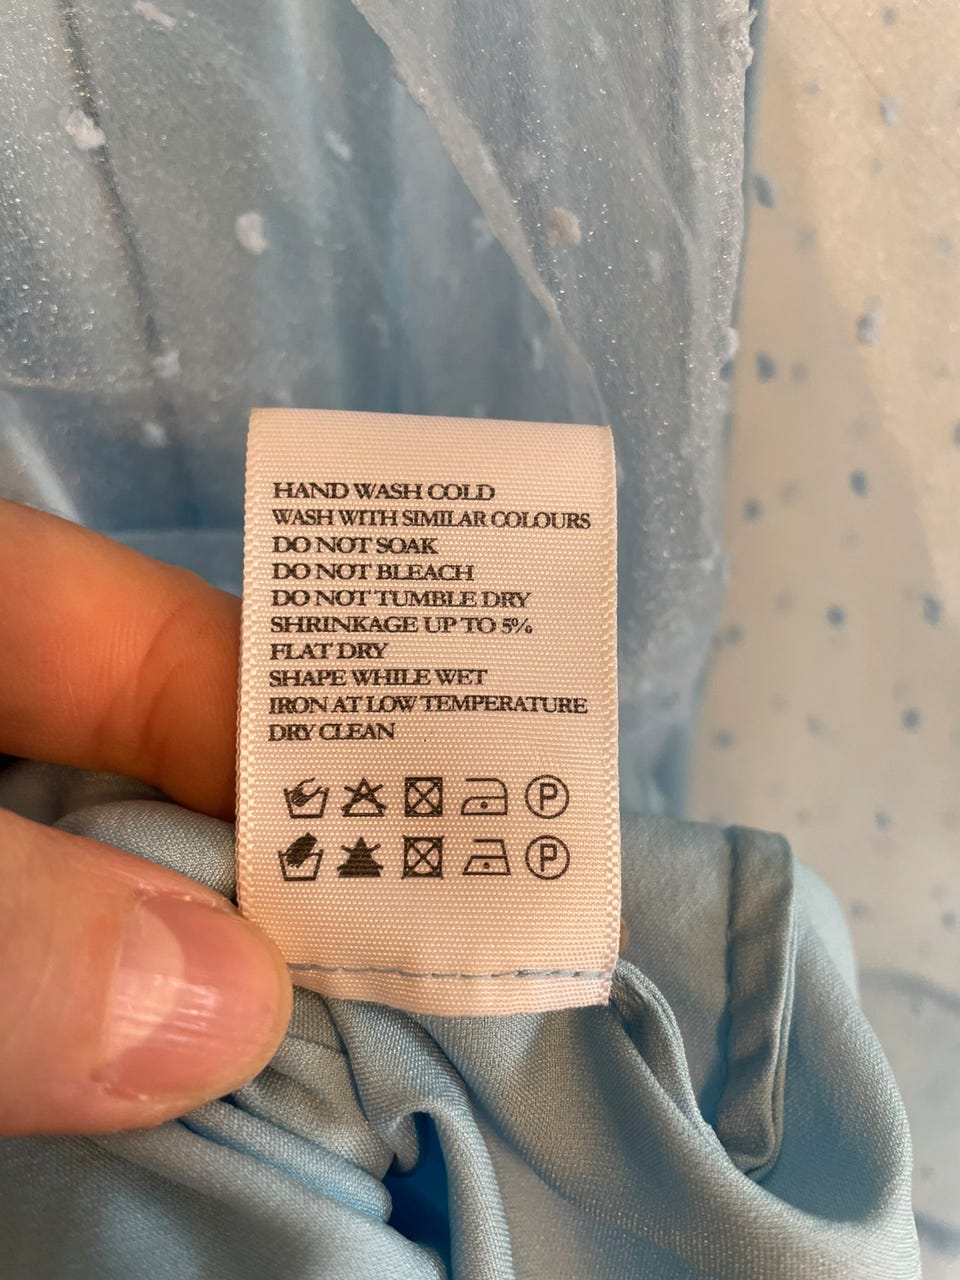 HAND WASH COLD
WASH WITH SIMILAR COLOURS
DO NOT SOAK
DO NOT BLEACH
DO NOT TUMBLE DRY
SHRINKAGE UP TO 5%
FLAT DRY
SHAPE WHILE WET
IRON AT LOW TEMPERATURE
DRY CLEAN
P
P